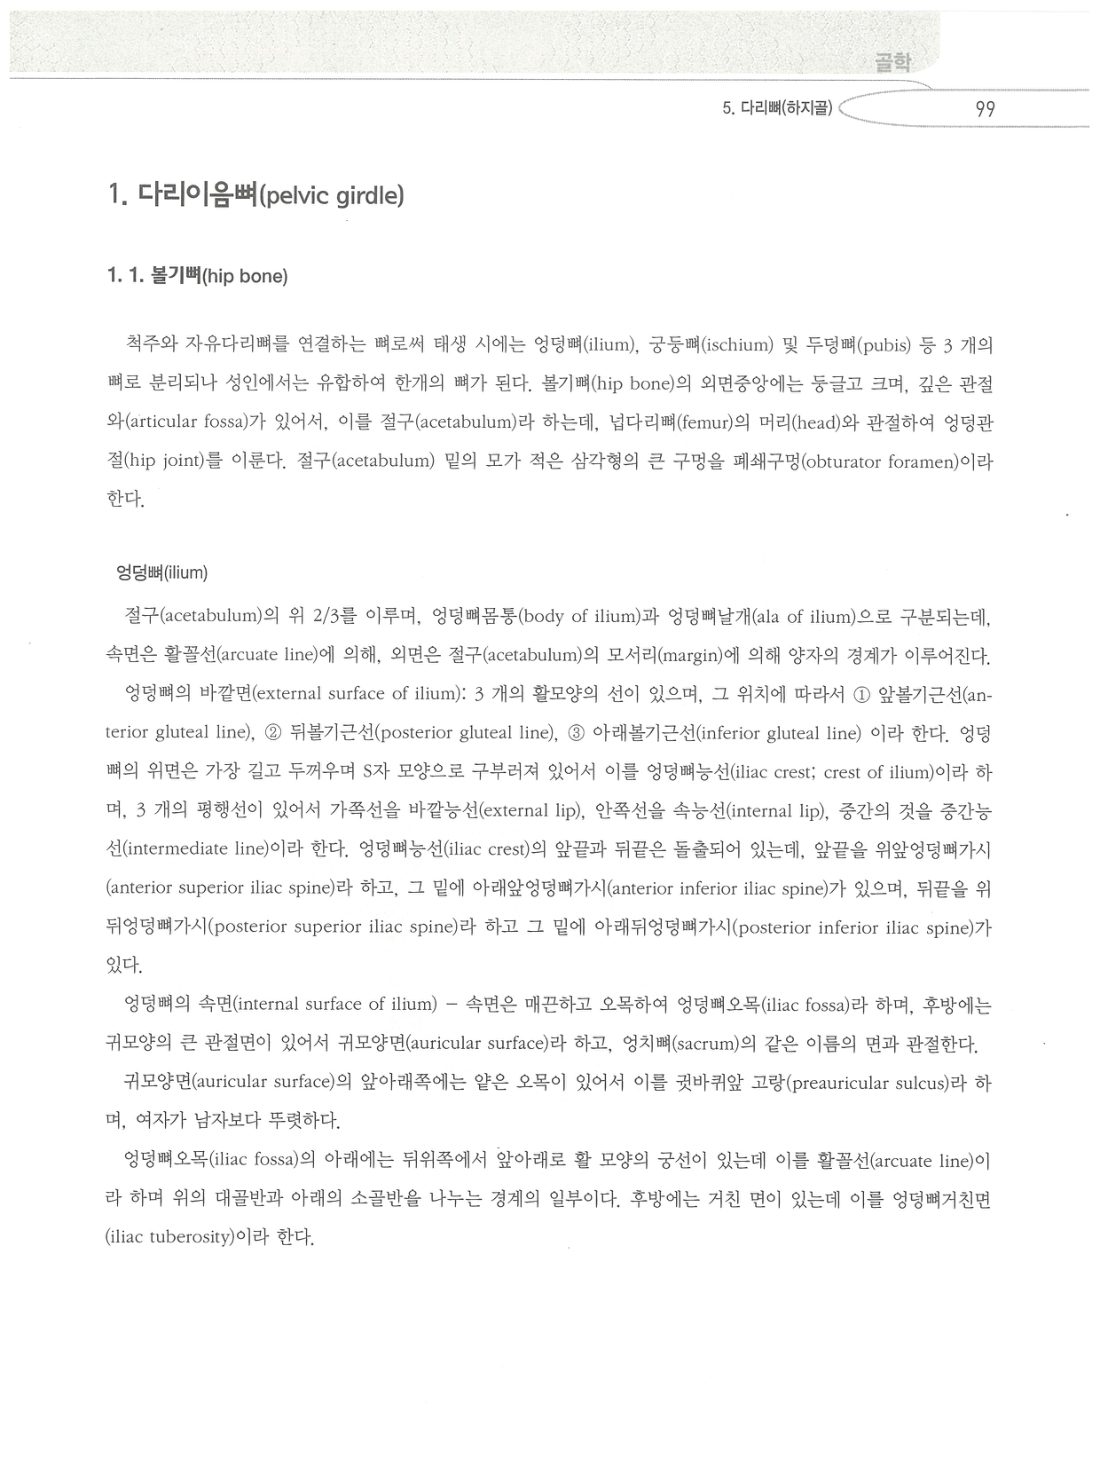 골학
5. 다리뼈(하지골)
99
1. 다리이음뼈(pelvic girdle)
1. 1. 볼기뼈(hip bone)
척주와 자유다리뼈를 연결하는 뼈로써 태생 시에는 엉덩뼈(ilium), 궁둥뼈(ischium) 및 두덩뼈(pubis) 등 3 개의
뼈로 분리되나 성인에서는 유합하여 한개의 뼈가 된다. 볼기뼈(hip bone)의 외면중앙에는 둥글고 크며, 깊은 관절
와(articular fossa)가 있어서, 이를 절구(acetabulum)라 하는데, 넙다리뼈(femur)의 머리(head)와 관절하여 엉덩관
절(hip joint)를 이룬다. 절구(acetabulum) 밑의 모가 적은 삼각형의 큰 구멍을 폐쇄구멍(obturator foramen)이라
한다.
엉덩뼈(ilium)
절구(acetabulum)의 위 2/3를 이루며, 엉덩뼈몸통(body of ilium)과 엉덩뼈날개(ala of ilium)으로 구분되는데,
속면은 활꼴선(arcuate line)에 의해, 외면은 절구(acetabulum)의 모서리(margin)에 의해 양자의 경계가 이루어진다.
엉덩뼈의 바깥면(external surface of ilium): 3 개의 활모양의 선이 있으며, 그 위치에 따라서 ① 앞볼기근선(an-
terior gluteal line), ② 뒤볼기근선(posterior gluteal line), ③ 아래볼기근선(inferior gluteal line) 이라 한다. 엉덩
뼈의 위면은 가장 길고 두꺼우며 S자 모양으로 구부러져 있어서 이를 엉덩뼈능선(iliac crest; crest of ilium)이라 하
며, 3 개의 평행선이 있어서 가쪽선을 바깥능선(external lip), 안쪽선을 속능선(internal lip), 중간의 것을 중간능
선(intermediate line)이라 한다. 엉덩뼈능선(iliac crest)의 앞끝과 뒤끝은 돌출되어 있는데, 앞끝을 위앞엉덩뼈가시
(anterior superior iliac spine)라 하고, 그 밑에 아래앞엉덩뼈가시(anterior inferior iliac spine)가 있으며, 뒤끝을 위
뒤엉덩뼈가시(posterior superior iliac spine)라 하고 그 밑에 아래뒤엉덩뼈가시(posterior inferior iliac spine)가
있다.
엉덩뼈의 속면(internal surface of ilium) – 속면은 매끈하고 오목하여 엉덩뼈오목(iliac fossa)라 하며, 후방에는
귀모양의 큰 관절면이 있어서 귀모양면(auricular surface)라 하고, 엉치뼈(sacrum)의 같은 이름의 면과 관절한다.
귀모양면(auricular surface)의 앞아래쪽에는 얕은 오목이 있어서 이를 귓바퀴앞 고랑(preauricular sulcus)라 하
며, 여자가 남자보다 뚜렷하다.
엉덩뼈오목(iliac fossa)의 아래에는 뒤위쪽에서 앞아래로 활 모양의 궁선이 있는데 이를 활꼴선(arcuate line)이
라 하며 위의 대골반과 아래의 소골반을 나누는 경계의 일부이다. 후방에는 거친 면이 있는데 이를 엉덩뼈거친면
(iliac tuberosity)이라 한다.